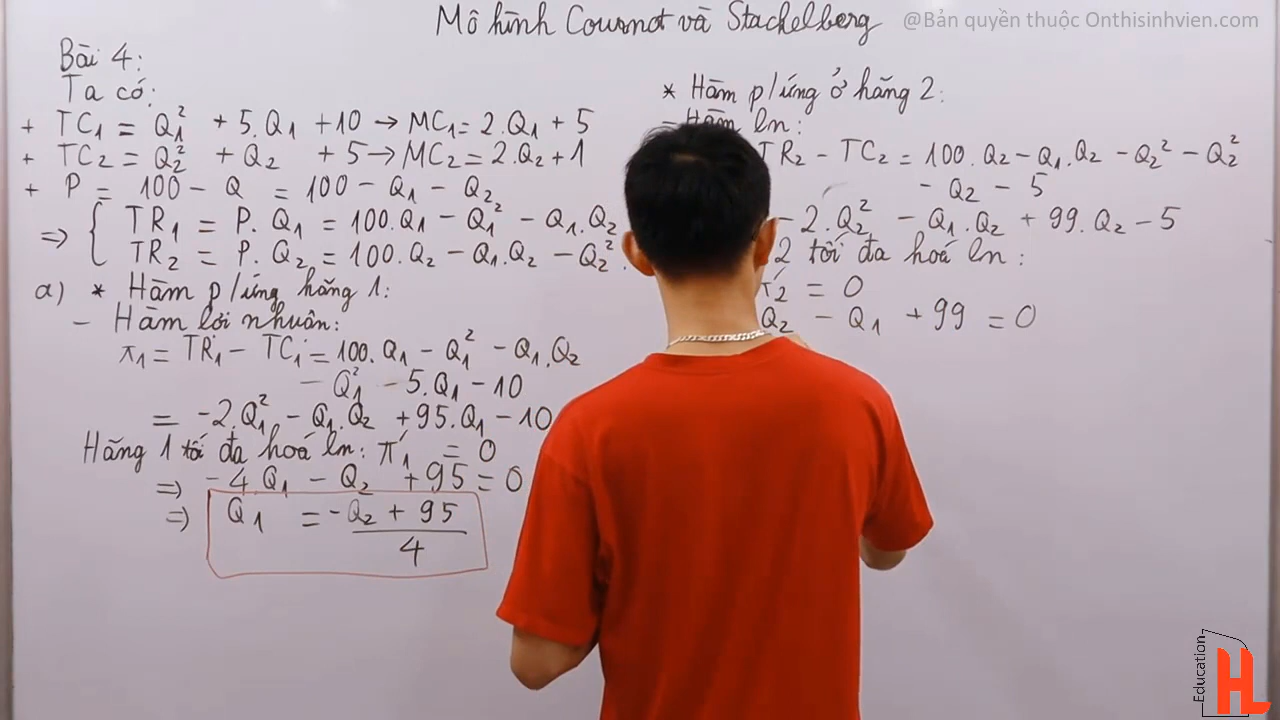 Mô hình Cournot và Stackelberg
@Bản quyền thuộc Onthisinhvien.com
Bài 4:
Ta có:
+ TC₁ = Q₁² + 5.Q₁ + 10 → MC₁ = 2.Q₁ + 5
+ TC₂ = Q₂² + Q₂ + 5 → MC₂ = 2.Q₂ + 1
+ P = 100 - Q = 100 - Q₁ - Q₂
=> { TR₁ = P. Q₁ = 100.Q₁ - Q₁² - Q₁.Q₂
TR₂ = P. Q₂ = 100.Q₂ - Q₁.Q₂ - Q₂².
a) * Hàm p/ứng hãng 1:
- Hàm lợi nhuận:
π₁ = TR₁ - TC₁ = 100.Q₁ - Q₁² - Q₁.Q₂
- Q₁² - 5.Q₁ - 10
= -2.Q₁² - Q₁.Q₂ + 95.Q₁ - 10
Hãng 1 tối đa hoá ln: π₁' = 0
=> -4.Q₁ - Q₂ + 95 = 0
=> Q₁ = (-Q₂ + 95)/4
* Hàm p/ứng ở hãng 2:
- Hàm ln:
TR₂ - TC₂ = 100.Q₂ - Q₁.Q₂ - Q₂² - Q₂²
- Q₂ - 5
- 2.Q₂² - Q₁.Q₂ + 99.Q₂ - 5
2 tối đa hoá ln:
π₂' = 0
Q₂ - Q₁ + 99 = 0
Education
HL